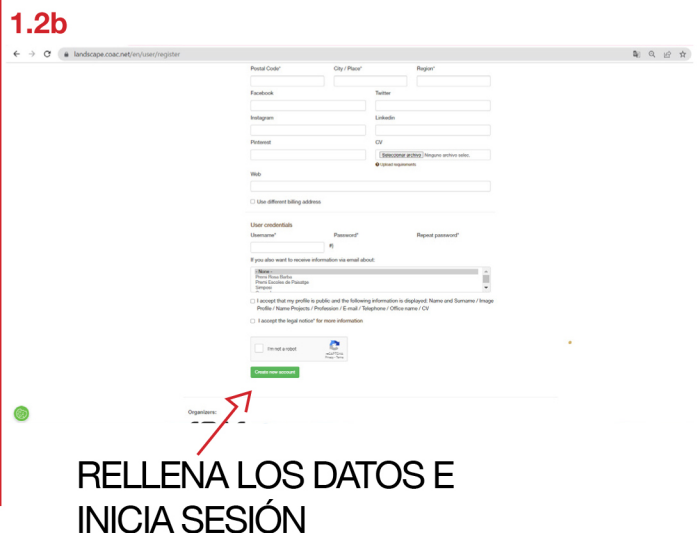 1.2b
landscape.coac.net/en/user/register
Postal Code* City / Place* Region*
Facebook Twitter
Instagram Linkedin
Pinterest CV
Seleccionar archivo Ninguno archivo selec.
Upload requirements
Web
Use different billing address
User credentials
Username* Password* Repeat password*
If you also want to receive information via email about:
- None -
Premi Rosa Barba
Premi Escoles de Paisatge
Simposi
I accept that my profile is public and the following information is displayed: Name and Surname / Image
Profile / Name Projects / Profession / E-mail / Telephone / Office name / CV
I accept the legal notice* for more information
I'm not a robot
reCAPTCHA
Create new account
Organizers:
RELLENA LOS DATOS E
INICIA SESIÓN